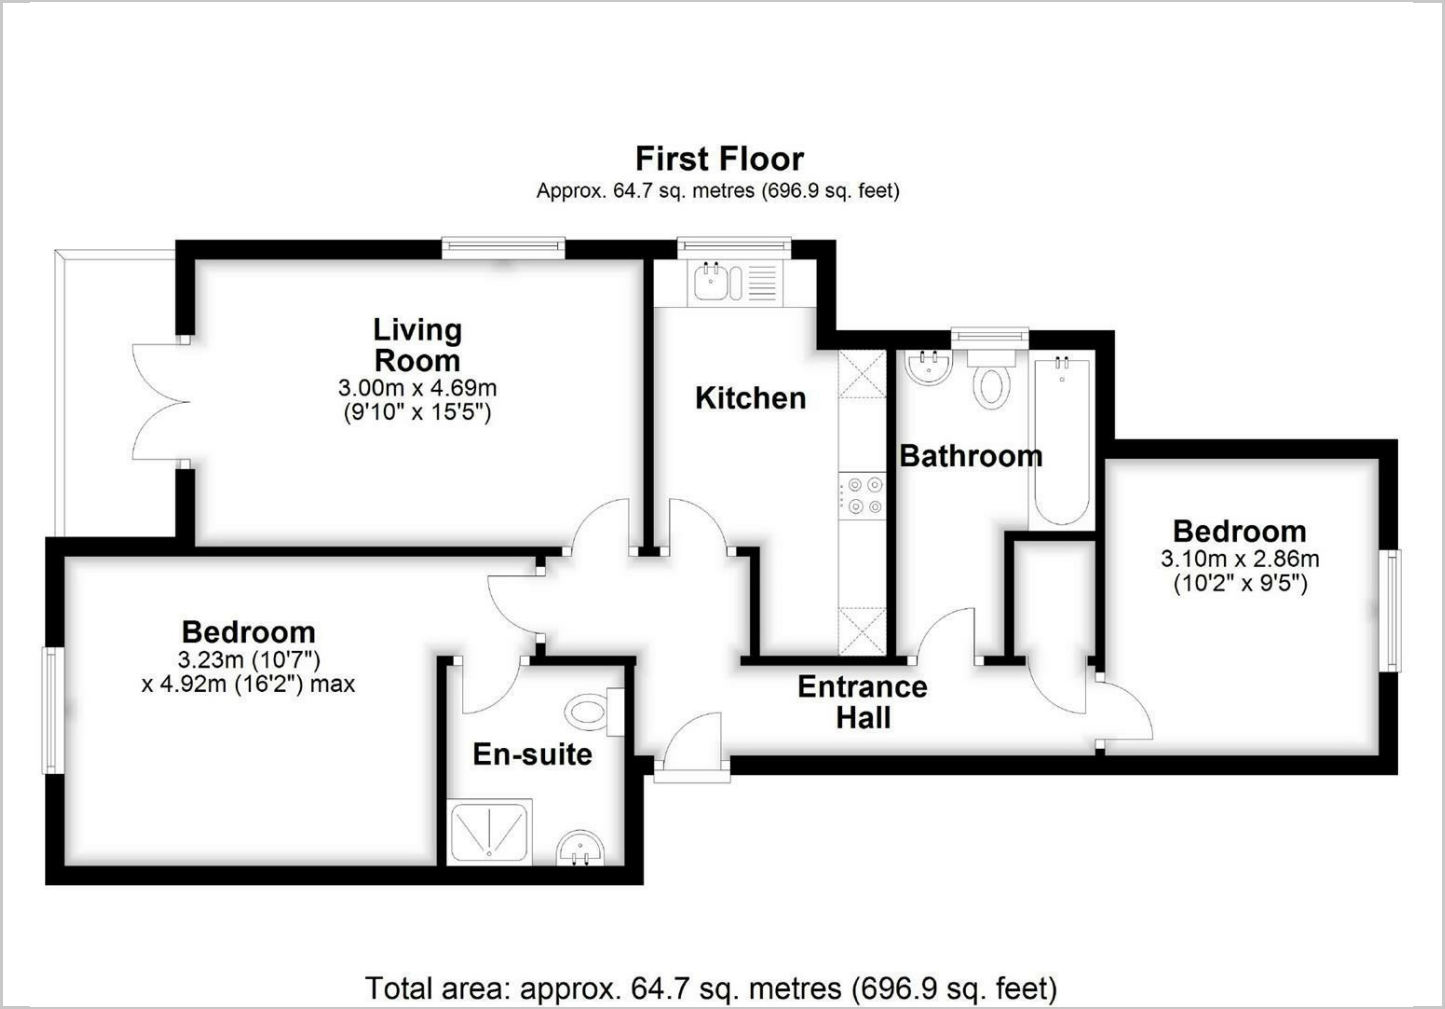 First Floor
Approx. 64.7 sq. metres (696.9 sq. feet)
Living
Room
3.00m x 4.69m
(9'10" x 15'5")
Kitchen
Bathroom
Bedroom
3.10m x 2.86m
(10'2" x 9'5")
Bedroom
3.23m (10'7")
x 4.92m (16'2") max
Entrance
Hall
En-suite
Total area: approx. 64.7 sq. metres (696.9 sq. feet)